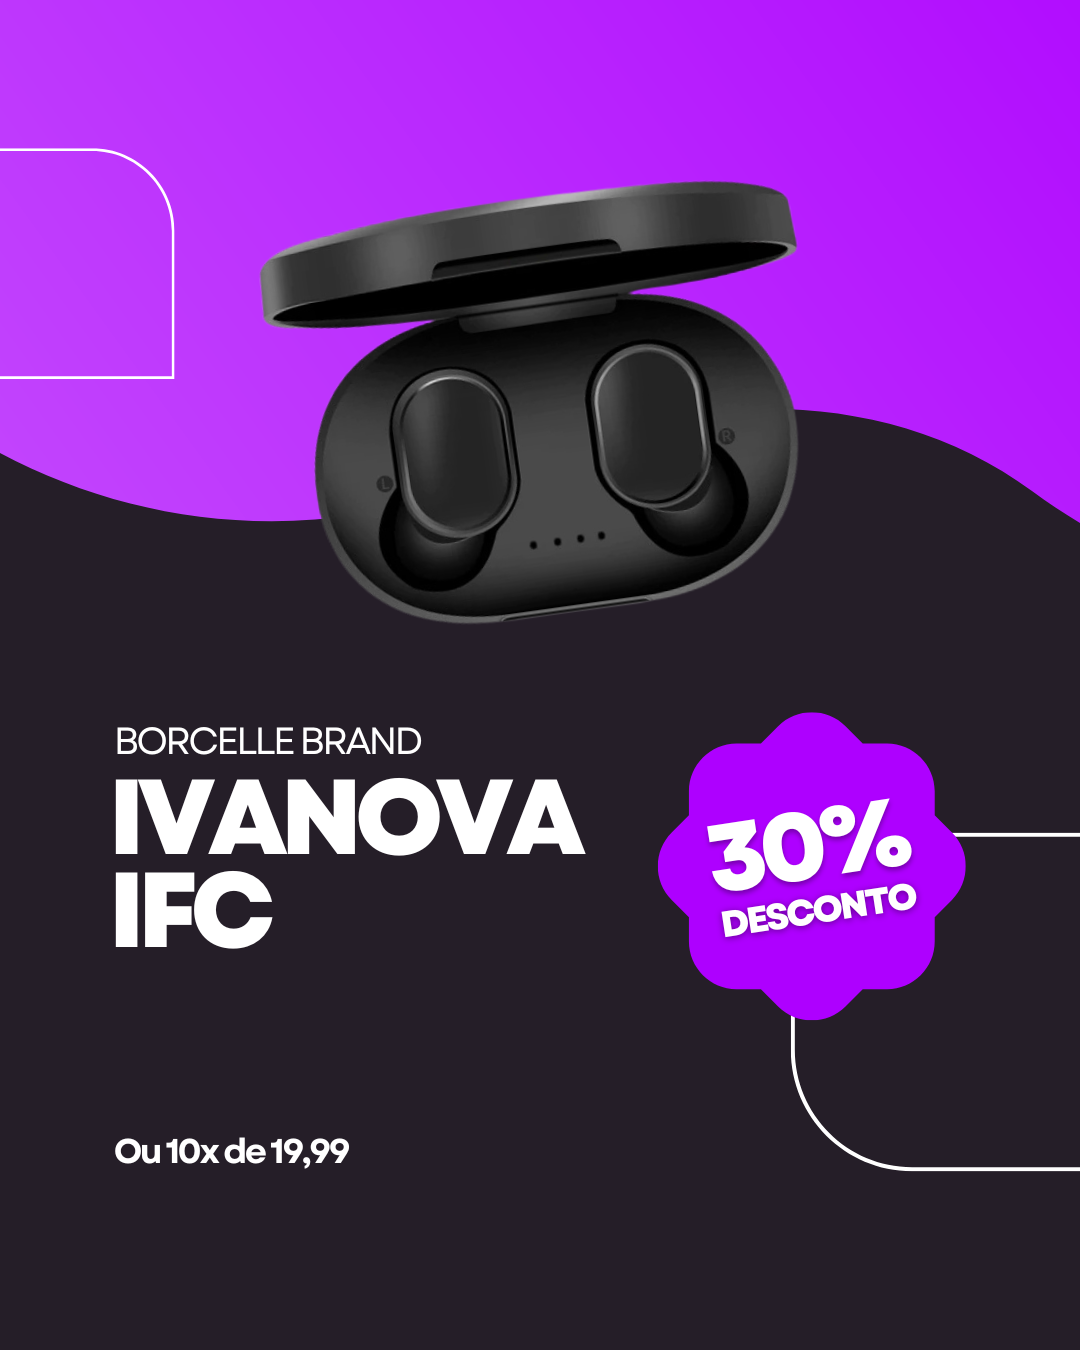 L
R
BORCELLE BRAND
IVANOVA
IFC
30%
DESCONTO
Ou 10x de 19,99